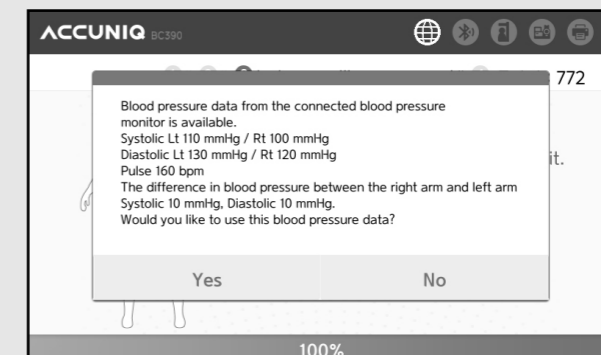 ACCUNIQ BC390
772
it.
Blood pressure data from the connected blood pressure
monitor is available.
Systolic Lt 110 mmHg / Rt 100 mmHg
Diastolic Lt 130 mmHg / Rt 120 mmHg
Pulse 160 bpm
The difference in blood pressure between the right arm and left arm
Systolic 10 mmHg, Diastolic 10 mmHg.
Would you like to use this blood pressure data?
Yes No
100%